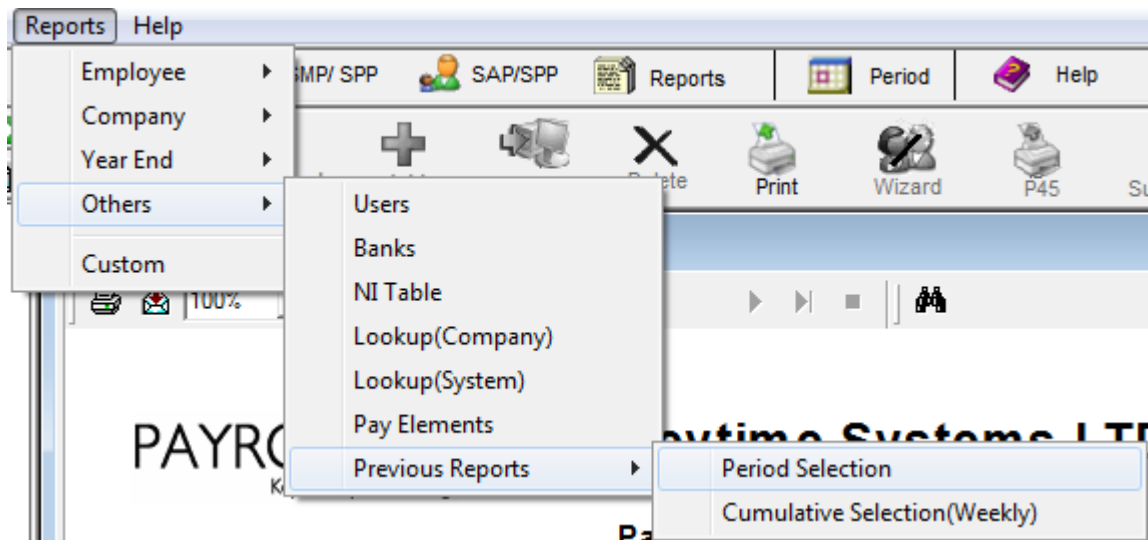 Reports Help
Employee
Company
Year End
Others
Custom
SMP/ SPP SAP/SPP Reports Period Help
Print Wizard P45
100%
Users
Banks
NI Table
Lookup(Company)
Lookup(System)
Pay Elements
Previous Reports
Period Selection
Cumulative Selection(Weekly)